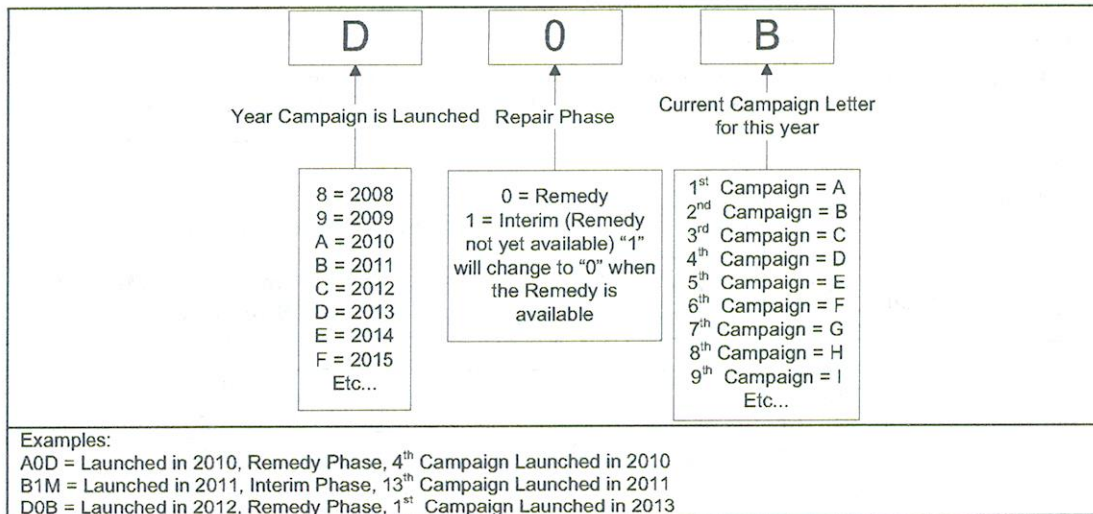 D 0 B
Year Campaign is Launched Repair Phase Current Campaign Letter
for this year
8 = 2008
9 = 2009
A = 2010
B = 2011
C = 2012
D = 2013
E = 2014
F = 2015
Etc...
0 = Remedy
1 = Interim (Remedy
not yet available) “1”
will change to “0” when
the Remedy is
available
1st Campaign = A
2nd Campaign = B
3rd Campaign = C
4th Campaign = D
5th Campaign = E
6th Campaign = F
7th Campaign = G
8th Campaign = H
9th Campaign = I
Etc...
Examples:
A0D = Launched in 2010, Remedy Phase, 4th Campaign Launched in 2010
B1M = Launched in 2011, Interim Phase, 13th Campaign Launched in 2011
D0B = Launched in 2012, Remedy Phase, 1st Campaign Launched in 2013